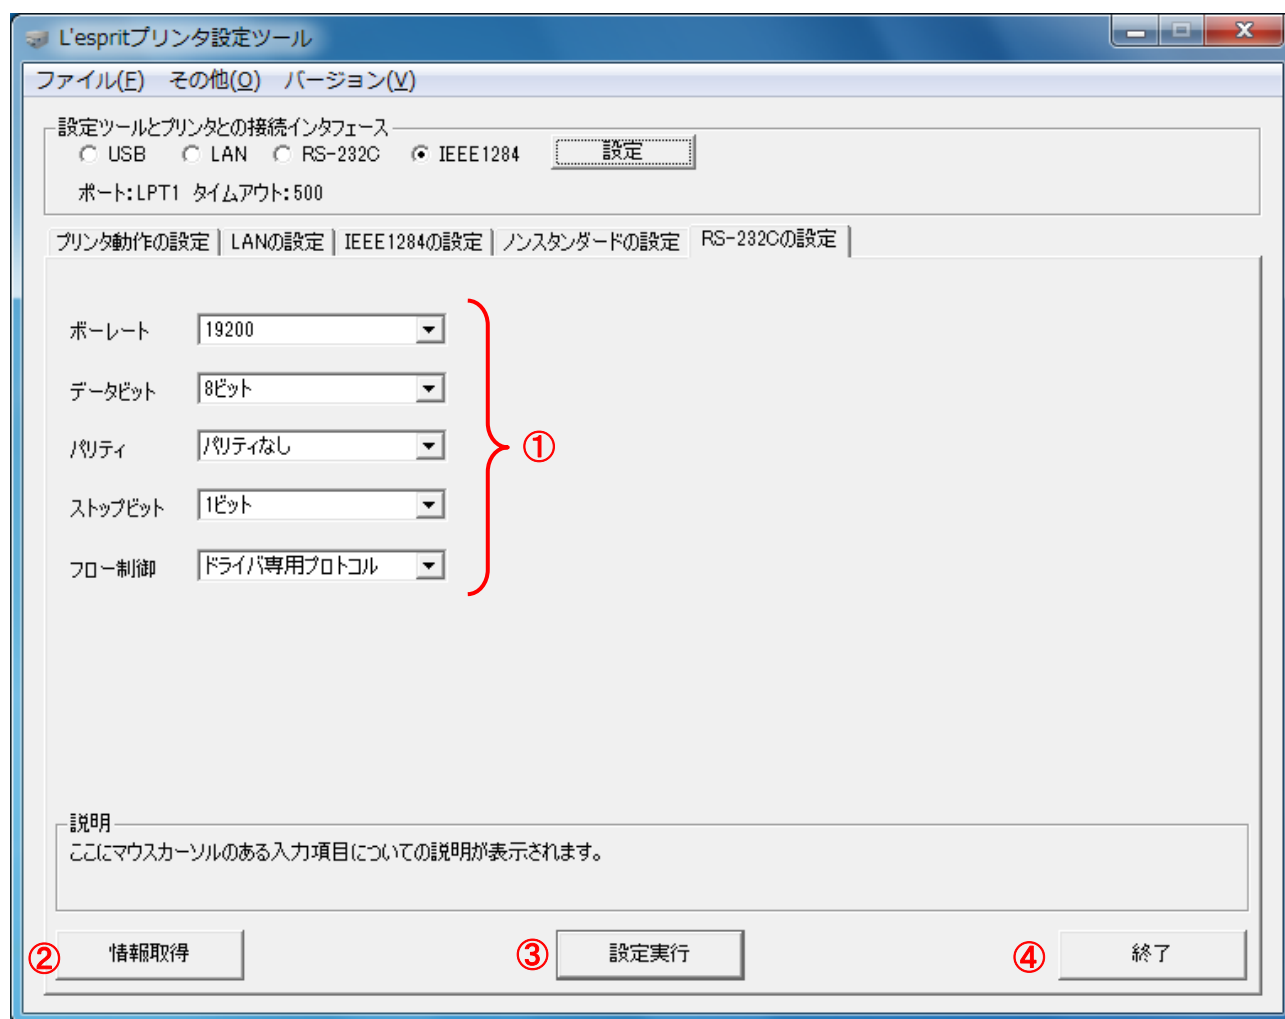 L'espritプリンタ設定ツール
ファイル(F) その他(O) バージョン(V)
設定ツールとプリンタとの接続インタフェース
USB LAN RS-232C IEEE1284 設定
ポート:LPT1 タイムアウト:500
プリンタ動作の設定 LANの設定 IEEE1284の設定 ノンスタンダードの設定 RS-232Cの設定
ボーレート 19200
データビット 8ビット
パリティ パリティなし
①
ストップビット 1ビット
フロー制御 ドライバ専用プロトコル
説明
ここにマウスカーソルのある入力項目についての説明が表示されます。
② 情報取得 ③ 設定実行 ④ 終了